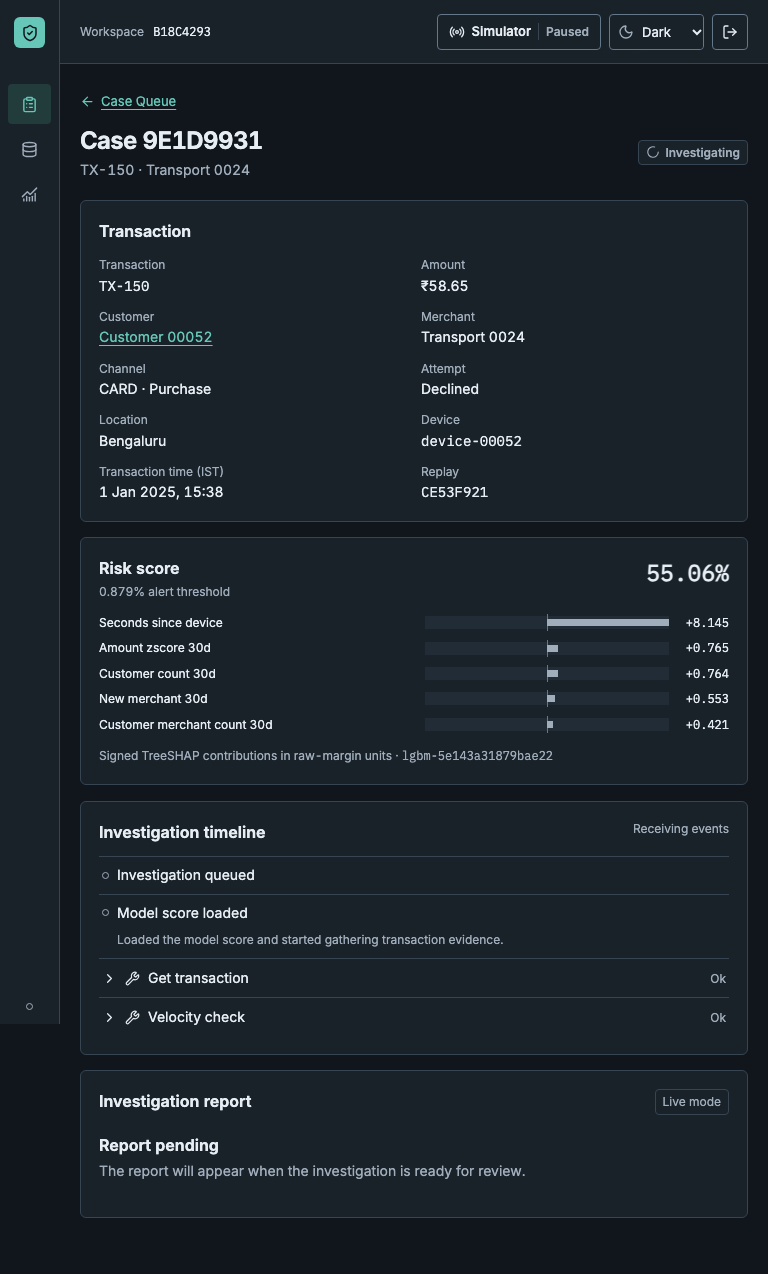 Workspace B18C4293
Simulator Paused
Dark
Case Queue
Case 9E1D9931
TX-150 · Transport 0024
Investigating
Transaction
Transaction Amount
TX-150 ₹58.65
Customer Merchant
Customer 00052 Transport 0024
Channel Attempt
CARD · Purchase Declined
Location Device
Bengaluru device-00052
Transaction time (IST) Replay
1 Jan 2025, 15:38 CE53F921
Risk score 55.06%
0.879% alert threshold
Seconds since device +8.145
Amount zscore 30d +0.765
Customer count 30d +0.764
New merchant 30d +0.553
Customer merchant count 30d +0.421
Signed TreeSHAP contributions in raw-margin units · lgbm-5e143a31879bae22
Investigation timeline Receiving events
Investigation queued
Model score loaded
Loaded the model score and started gathering transaction evidence.
Get transaction Ok
Velocity check Ok
Investigation report Live mode
Report pending
The report will appear when the investigation is ready for review.